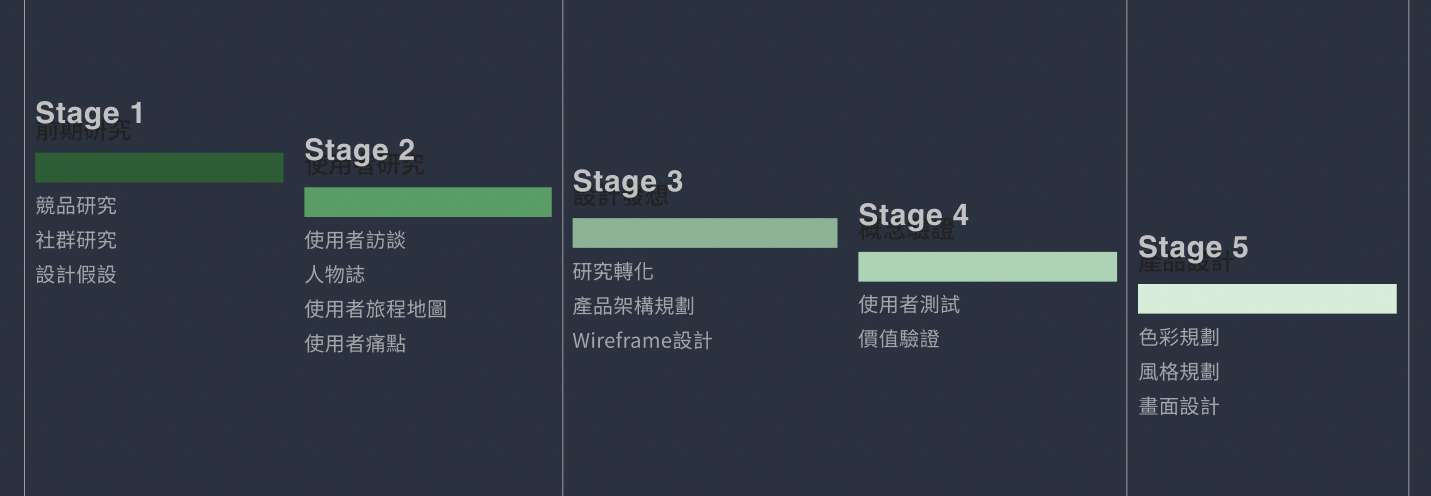 Stage 1
前期研究
競品研究
社群研究
設計假設
Stage 2
使用者研究
使用者訪談
人物誌
使用者旅程地圖
使用者痛點
Stage 3
設計發想
研究轉化
產品架構規劃
Wireframe設計
Stage 4
概念驗證
使用者測試
價值驗證
Stage 5
產品設計
色彩規劃
風格規劃
畫面設計